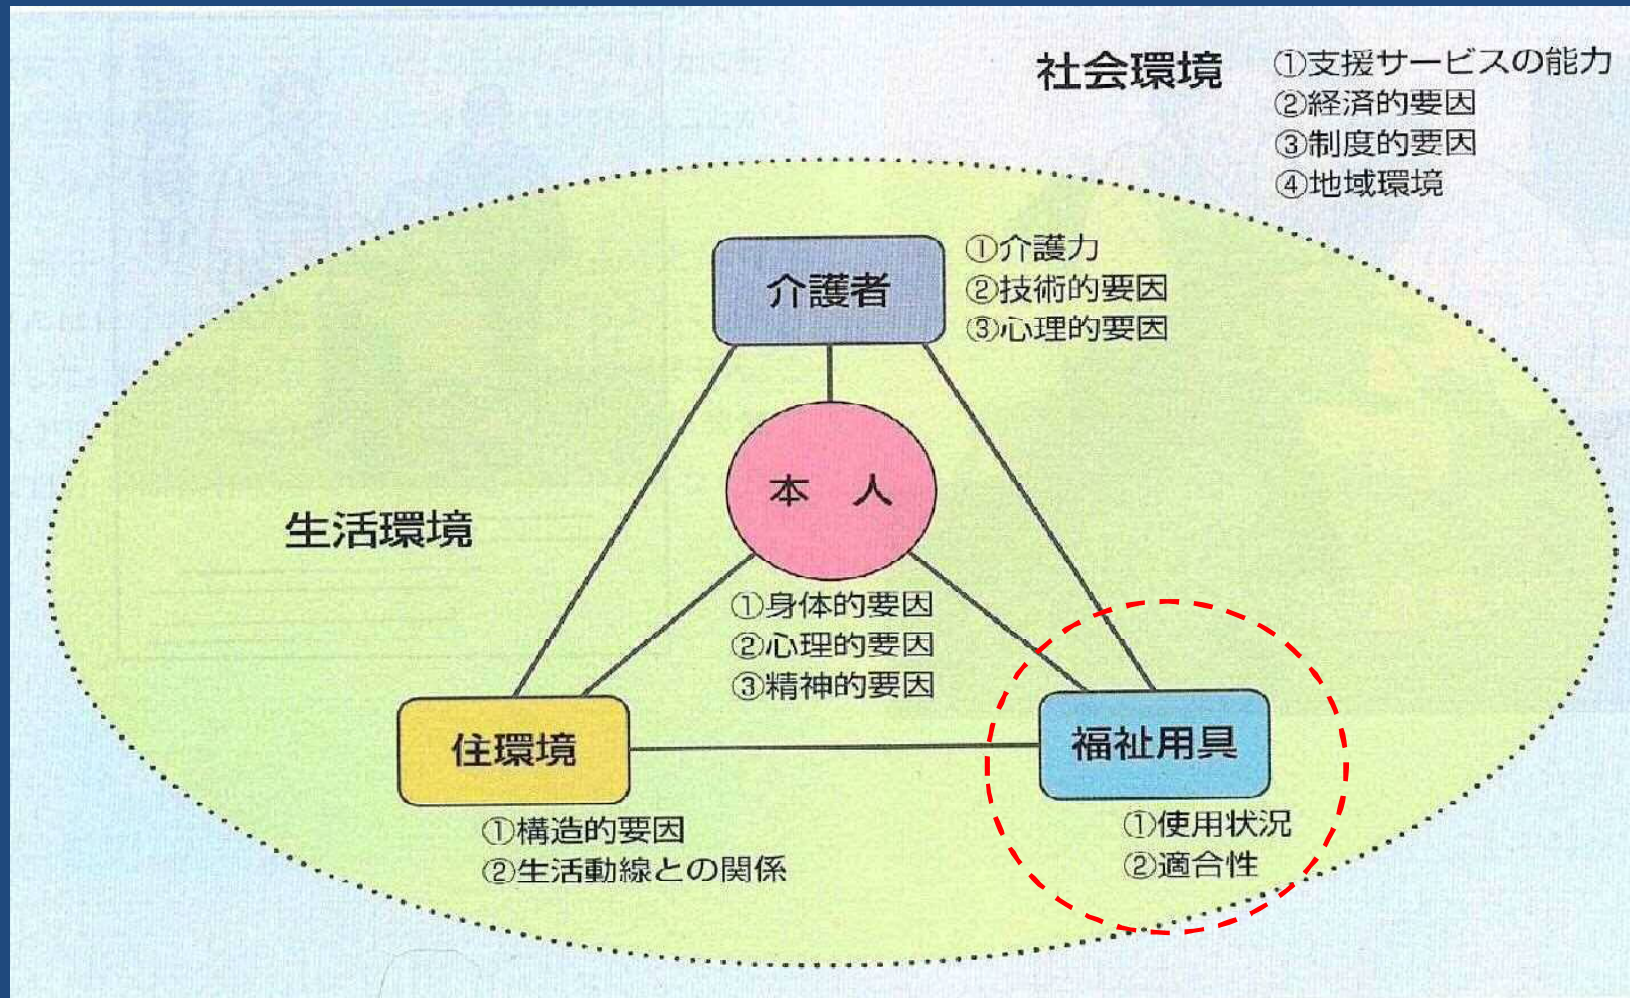 社会環境
①支援サービスの能力
②経済的要因
③制度的要因
④地域環境
介護者
①介護力
②技術的要因
③心理的要因
本 人
生活環境
①身体的要因
②心理的要因
③精神的要因
住環境
福祉用具
①構造的要因
②生活動線との関係
①使用状況
②適合性